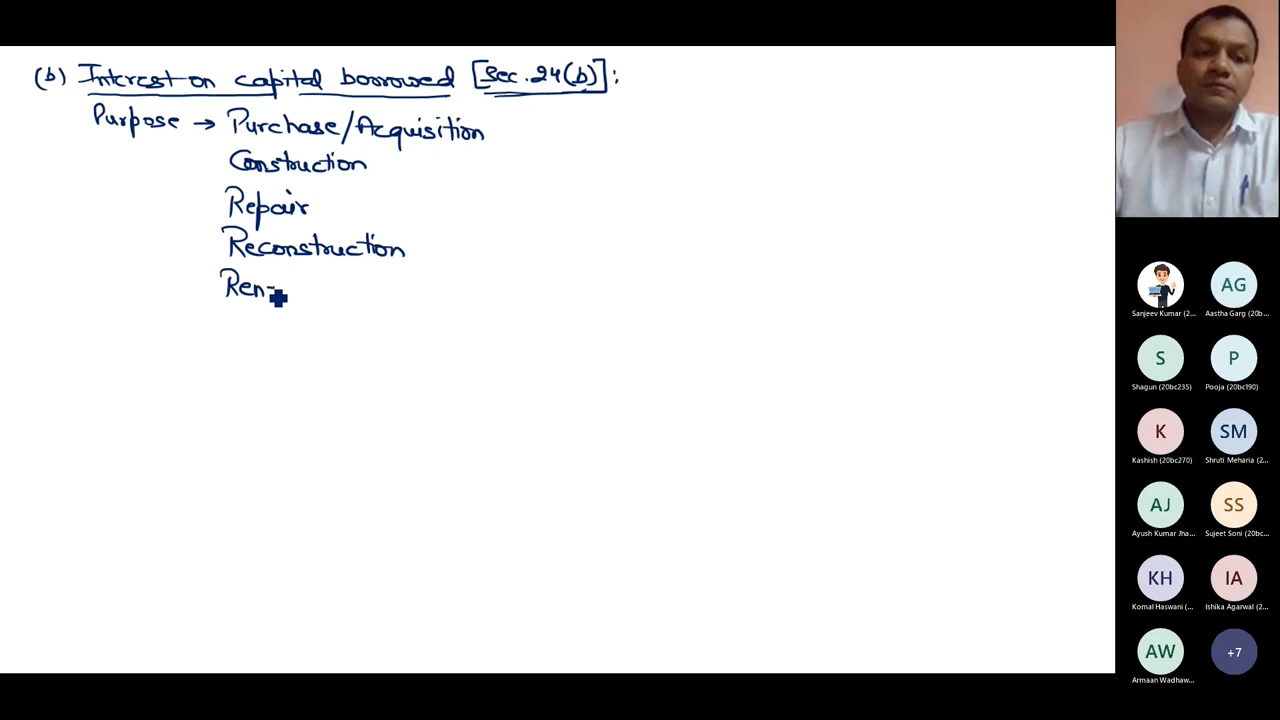 (b) Interest on capital borrowed [Sec. 24(b)]:
Purpose → Purchase/Acquisition
Construction
Repair
Reconstruction
Ren
Sanjeev Kumar (2...
AG
Aastha Garg (20b...
S
Shagun (20bc235)
P
Pooja (20bc190)
K
Kashish (20bc270)
SM
Shruti Meharia (2...
AJ
Ayush Kumar Jha...
SS
Sujeet Soni (20bc...
KH
Komal Haswani (...
IA
Ishika Agarwal (2...
AW
Armaan Wadhaw...
+7